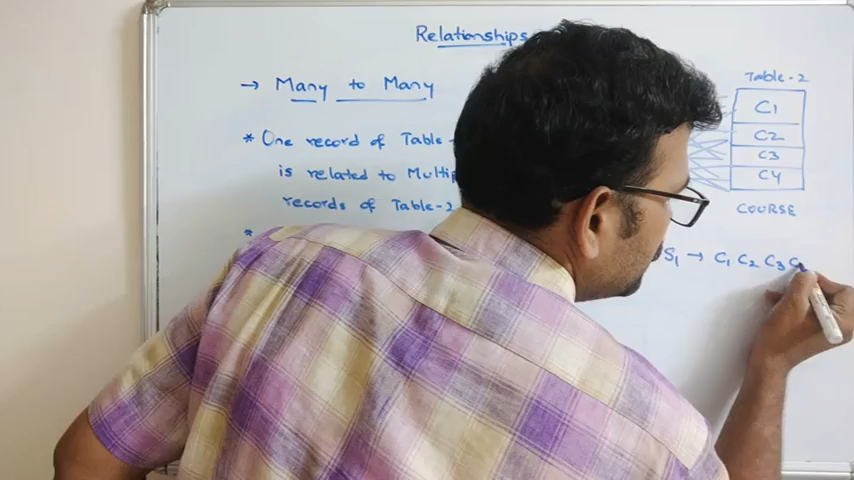 Relationships
→ Many to Many
* One record of Table-
is related to
records of Table-2
*
Table-2
C1
C2
C3
C4
COURSE
S1 → C1 C2 C3 C